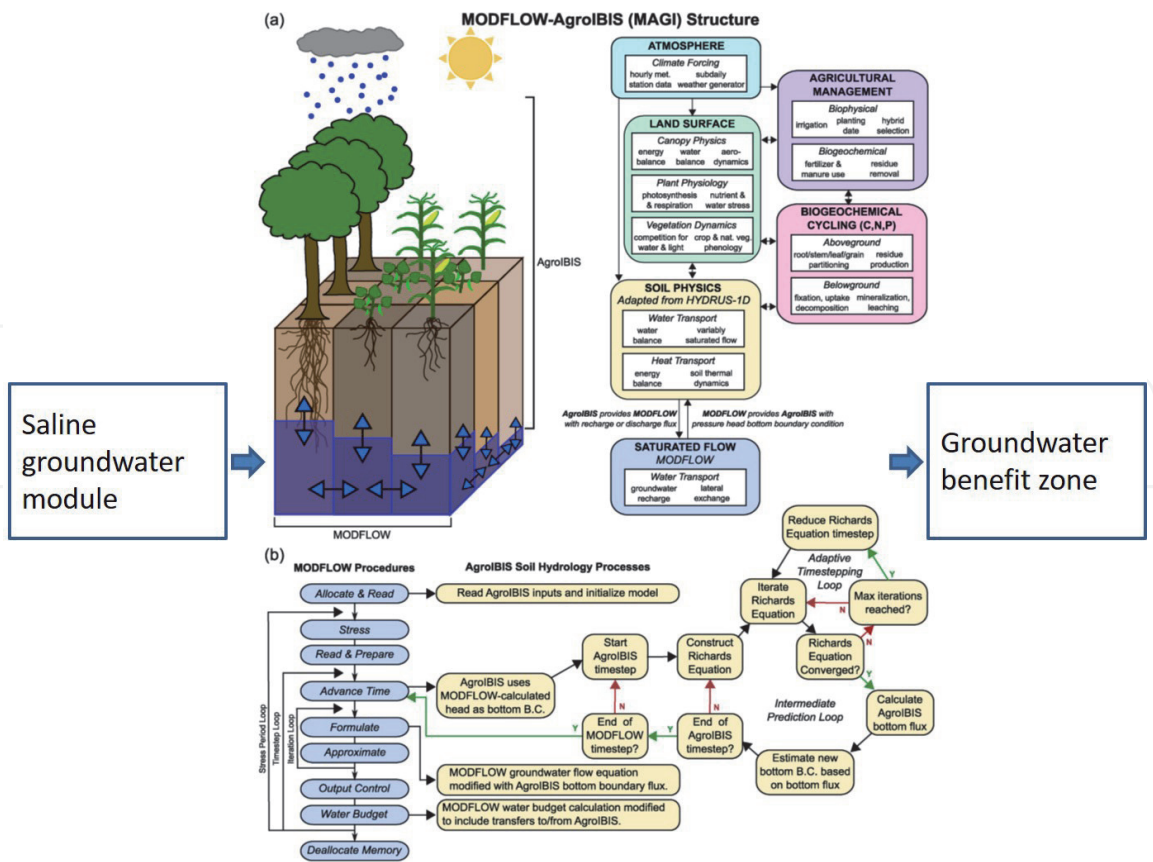 (a)
MODFLOW-AgroIBIS (MAGI) Structure
AgroIBIS
MODFLOW
Saline
groundwater
module
ATMOSPHERE
Climate Forcing
hourly met. subdaily
station data weather generator
AGRICULTURAL
MANAGEMENT
Biophysical
irrigation planting hybrid
date selection
Biogeochemical
fertilizer & residue
manure use removal
LAND SURFACE
Canopy Physics
energy water aero-
balance balance dynamics
Plant Physiology
photosynthesis nutrient &
& respiration water stress
Vegetation Dynamics
competition for crop & nat. veg.
water & light phenology
BIOGEOCHEMICAL
CYCLING (C,N,P)
Aboveground
root/stem/leaf/grain residue
partitioning production
Belowground
fixation, uptake mineralization,
decomposition leaching
SOIL PHYSICS
Adapted from HYDRUS-1D
Water Transport
water variably
balance saturated flow
Heat Transport
energy soil thermal
balance dynamics
AgroIBIS provides MODFLOW
with recharge or discharge flux
MODFLOW provides AgroIBIS with
pressure head bottom boundary condition
SATURATED FLOW
MODFLOW
Water Transport
groundwater lateral
recharge exchange
Groundwater
benefit zone
(b)
MODFLOW Procedures
AgroIBIS Soil Hydrology Processes
Allocate & Read
Read AgroIBIS inputs and initialize model
Stress
Read & Prepare
Advance Time
Formulate
Approximate
Output Control
Water Budget
Deallocate Memory
Stress Period Loop
Timestep Loop
Iteration Loop
AgroIBIS uses
MODFLOW-calculated
head as bottom B.C.
Start
AgroIBIS
timestep
Construct
Richards
Equation
Iterate
Richards
Equation
Reduce Richards
Equation timestep
Adaptive
Timestepping
Loop
Y
Max iterations
reached?
N
Richards
Equation
Converged?
N
Y
Calculate
AgroIBIS
bottom flux
Intermediate
Prediction Loop
Estimate new
bottom B.C. based
on bottom flux
End of
AgroIBIS
timestep?
N
Y
End of
MODFLOW
timestep?
N
Y
MODFLOW groundwater flow equation
modified with AgroIBIS bottom boundary flux.
MODFLOW water budget calculation modified
to include transfers to/from AgroIBIS.